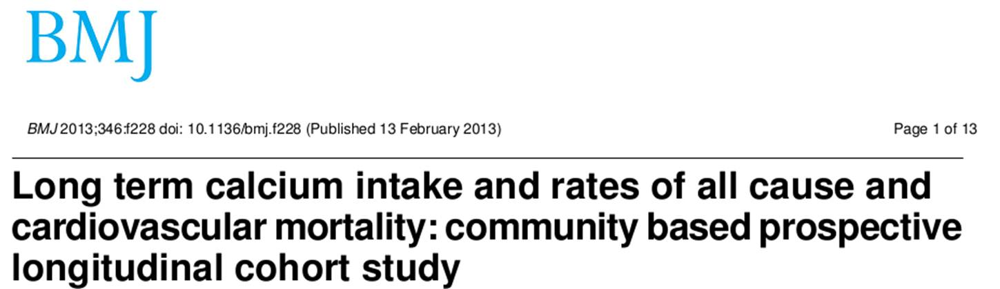 BMJ
BMJ 2013;346:f228 doi: 10.1136/bmj.f228 (Published 13 February 2013) Page 1 of 13
Long term calcium intake and rates of all cause and
cardiovascular mortality: community based prospective
longitudinal cohort study